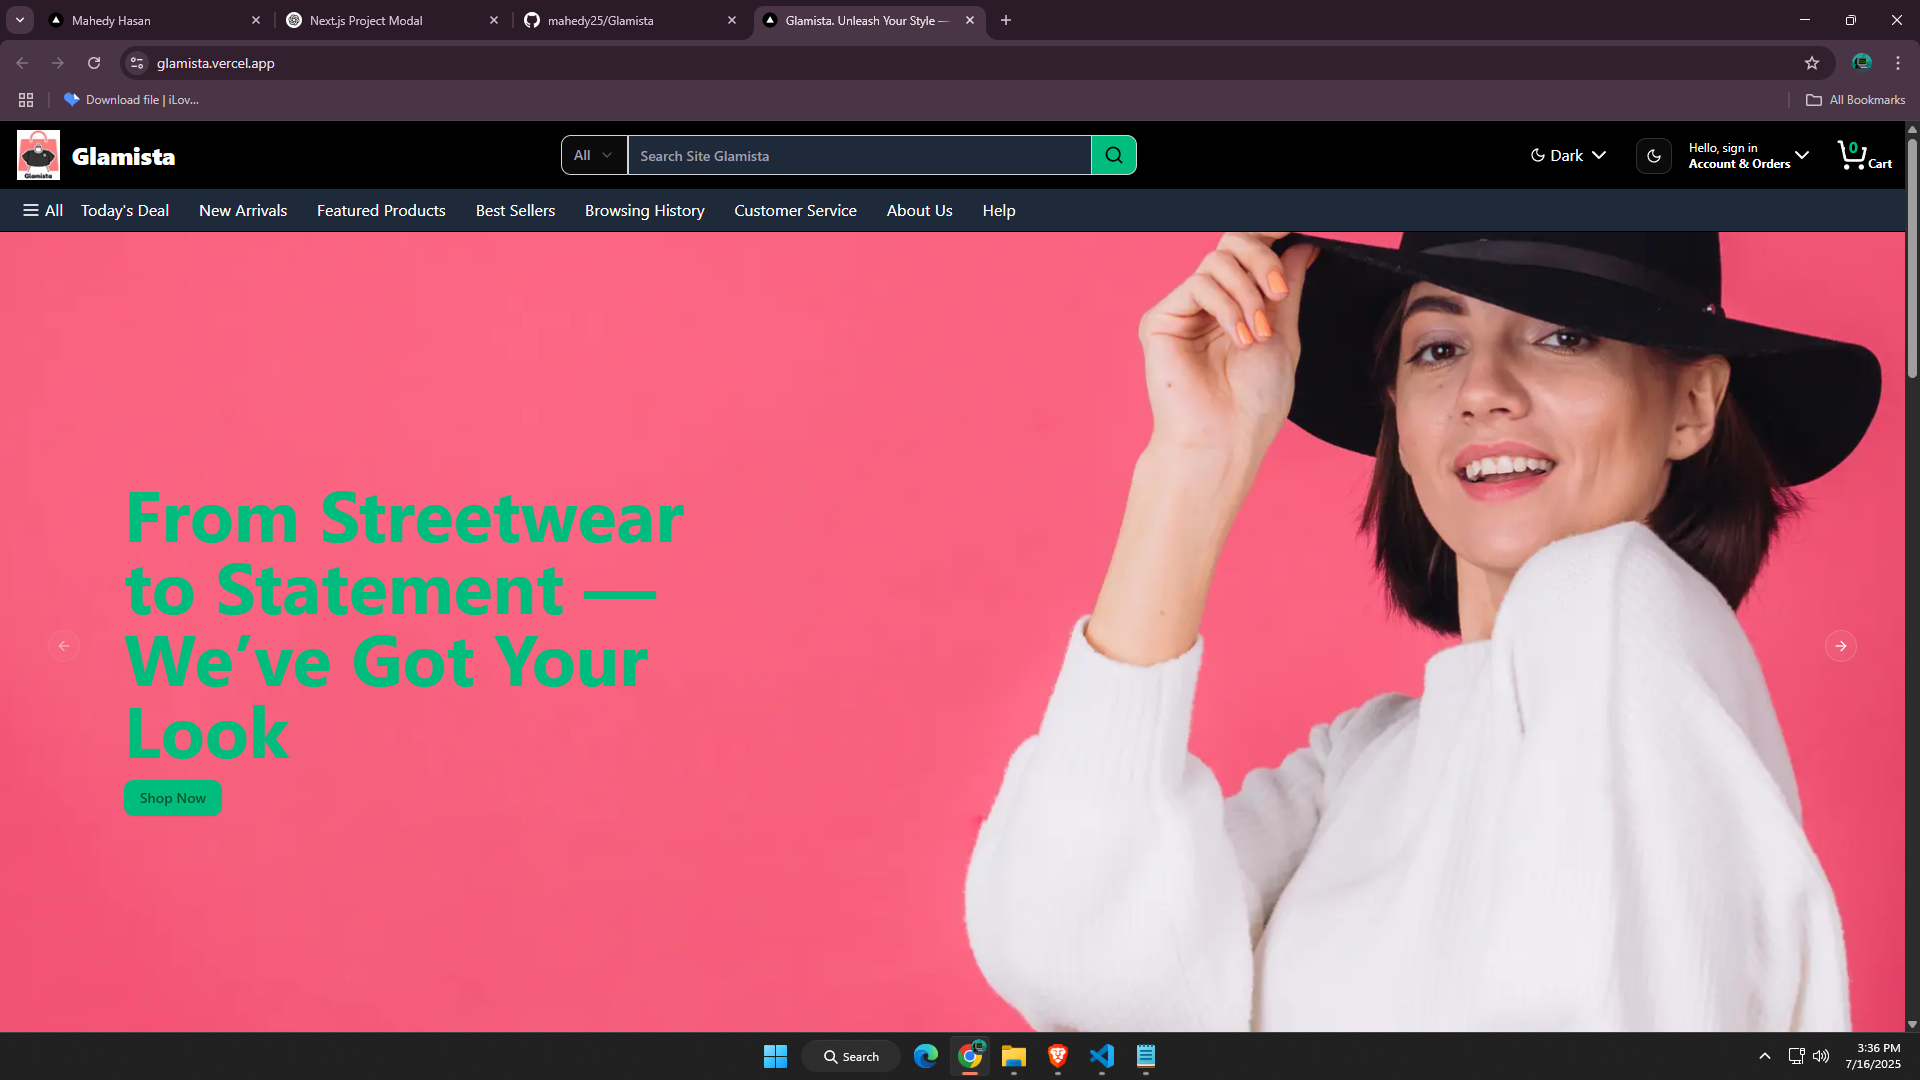 Mahedy Hasan
Next.js Project Modal
mahedy25/Glamista
Glamista. Unleash Your Style —
glamista.vercel.app
Download file | iLov...
All Bookmarks
Glamista
Glamista
All
Search Site Glamista
Dark
Hello, sign in
Account & Orders
0
Cart
All
Today's Deal
New Arrivals
Featured Products
Best Sellers
Browsing History
Customer Service
About Us
Help
From Streetwear
to Statement —
We’ve Got Your
Look
Shop Now
Search
3:36 PM
7/16/2025